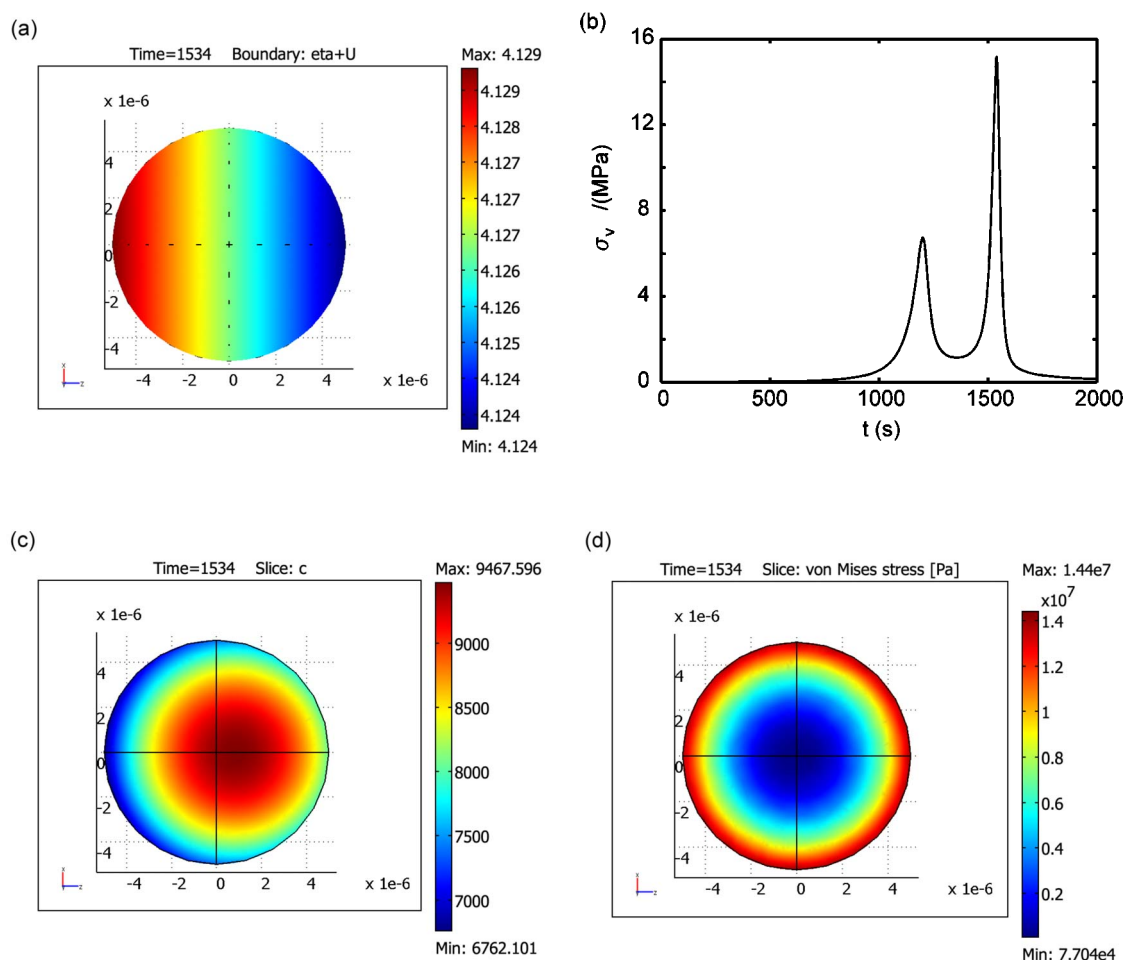 (a)
Time=1534 Boundary: eta+U
Max: 4.129
x 1e-6
4
2
0
-2
-4
-4 -2 0 2 4 x 1e-6
x
z
4.129
4.128
4.127
4.127
4.126
4.126
4.124
4.124
Min: 4.124
(b)
16
12
8
4
0
σv /(MPa)
0 500 1000 1500 2000
t (s)
(c)
Time=1534 Slice: c
Max: 9467.596
x 1e-6
4
2
0
-2
-4
-4 -2 0 2 4 x 1e-6
x
z
9000
8500
8000
7500
7000
Min: 6762.101
(d)
Time=1534 Slice: von Mises stress [Pa]
Max: 1.44e7
x10^7
x 1e-6
4
2
0
-2
-4
-4 -2 0 2 4 x 1e-6
x
z
1.4
1.2
1
0.8
0.6
0.4
0.2
Min: 7.704e4